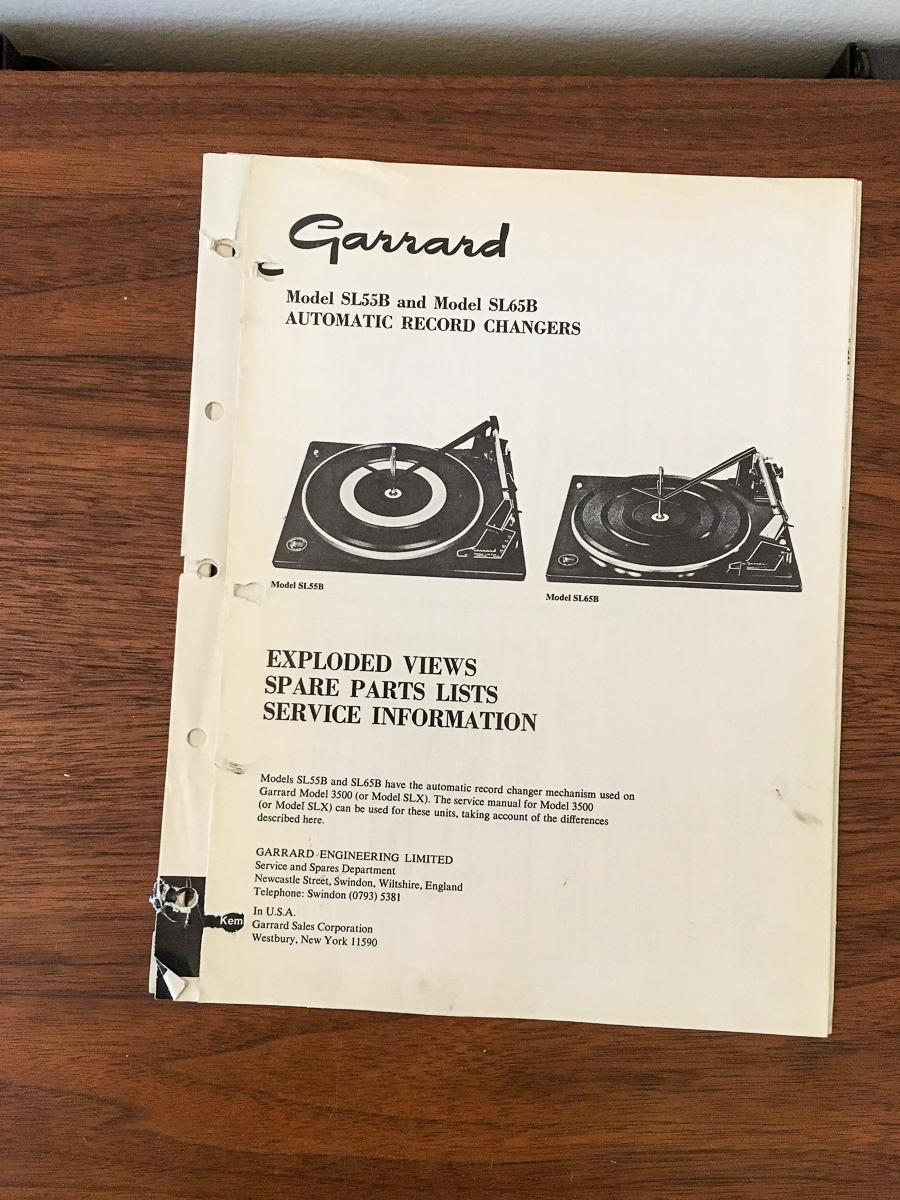 Garrard
Model SL55B and Model SL65B
AUTOMATIC RECORD CHANGERS
Garrard
Model SL55B
Model SL65B
EXPLODED VIEWS
SPARE PARTS LISTS
SERVICE INFORMATION
Models SL55B and SL65B have the automatic record changer mechanism used on
Garrard Model 3500 (or Model SLX). The service manual for Model 3500
(or Model SLX) can be used for these units, taking account of the differences
described here.
GARRARD ENGINEERING LIMITED
Service and Spares Department
Newcastle Street, Swindon, Wiltshire, England
Telephone: Swindon (0793) 5381
In U.S.A.
Garrard Sales Corporation
Westbury, New York 11590
Kem